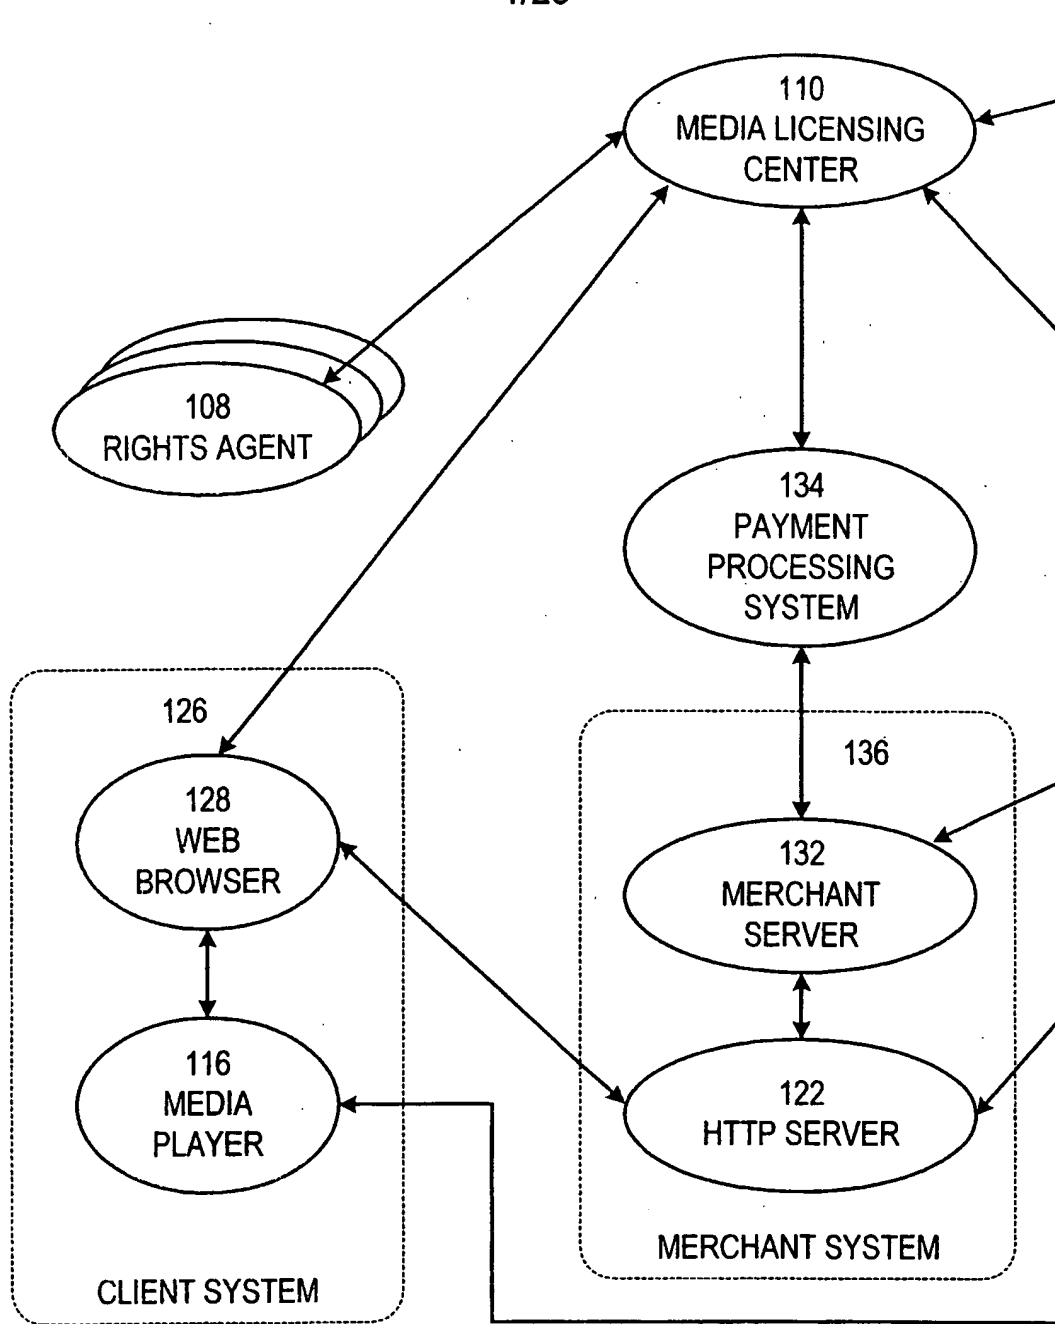 110
MEDIA LICENSING
CENTER
108
RIGHTS AGENT
134
PAYMENT
PROCESSING
SYSTEM
126
136
128
WEB
BROWSER
132
MERCHANT
SERVER
116
MEDIA
PLAYER
122
HTTP SERVER
MERCHANT SYSTEM
CLIENT SYSTEM